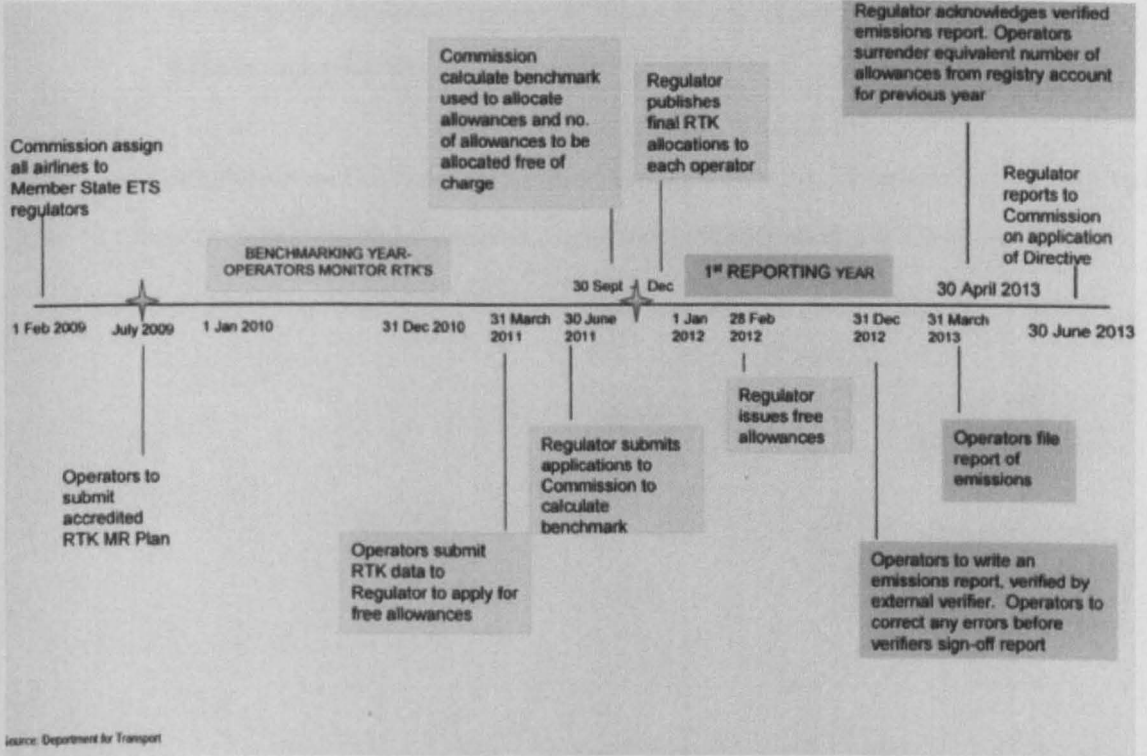 Regulator acknowledges verified
emissions report. Operators
surrender equivalent number of
allowances from registry account
for previous year
Commission
calculate benchmark
used to allocate
allowances and no.
of allowances to be
allocated free of
charge
Regulator
publishes
final RTK
allocations to
each operator
Commission assign
all airlines to
Member State ETS
regulators
Regulator
reports to
Commission
on application
of Directive
BENCHMARKING YEAR-
OPERATORS MONITOR RTK'S
1st REPORTING YEAR
30 Sept
Dec
30 April 2013
1 Feb 2009
July 2009
1 Jan 2010
31 Dec 2010
31 March
2011
30 June
2011
1 Jan
2012
28 Feb
2012
31 Dec
2012
31 March
2013
30 June 2013
Operators to
submit
accredited
RTK MR Plan
Operators submit
RTK data to
Regulator to apply for
free allowances
Regulator submits
applications to
Commission to
calculate
benchmark
Regulator
issues free
allowances
Operators file
report of
emissions
Operators to write an
emissions report, verified by
external verifier. Operators to
correct any errors before
verifiers sign-off report
Source: Department for Transport